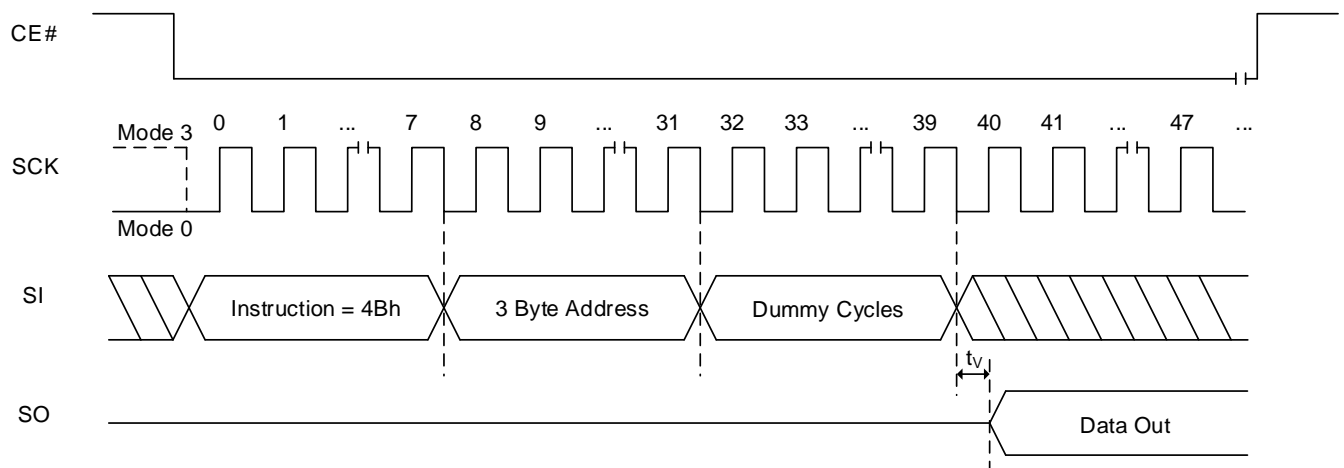 CE#
Mode 3 0 1 ... 7 8 9 ... 31 32 33 ... 39 40 41 ... 47 ...
SCK
Mode 0
SI Instruction = 4Bh 3 Byte Address Dummy Cycles
tV
SO Data Out